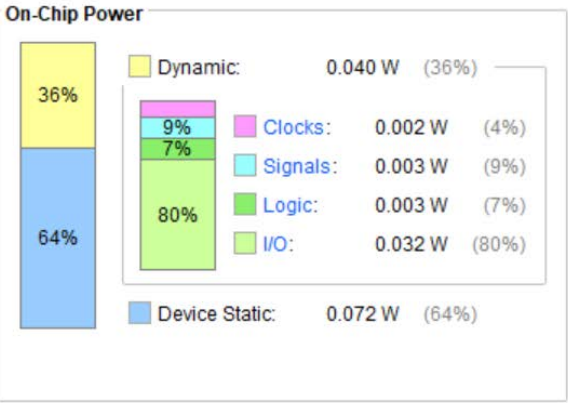 On-Chip Power
36%
64%
Dynamic: 0.040 W (36%)
9%
7%
80%
Clocks: 0.002 W (4%)
Signals: 0.003 W (9%)
Logic: 0.003 W (7%)
I/O: 0.032 W (80%)
Device Static: 0.072 W (64%)